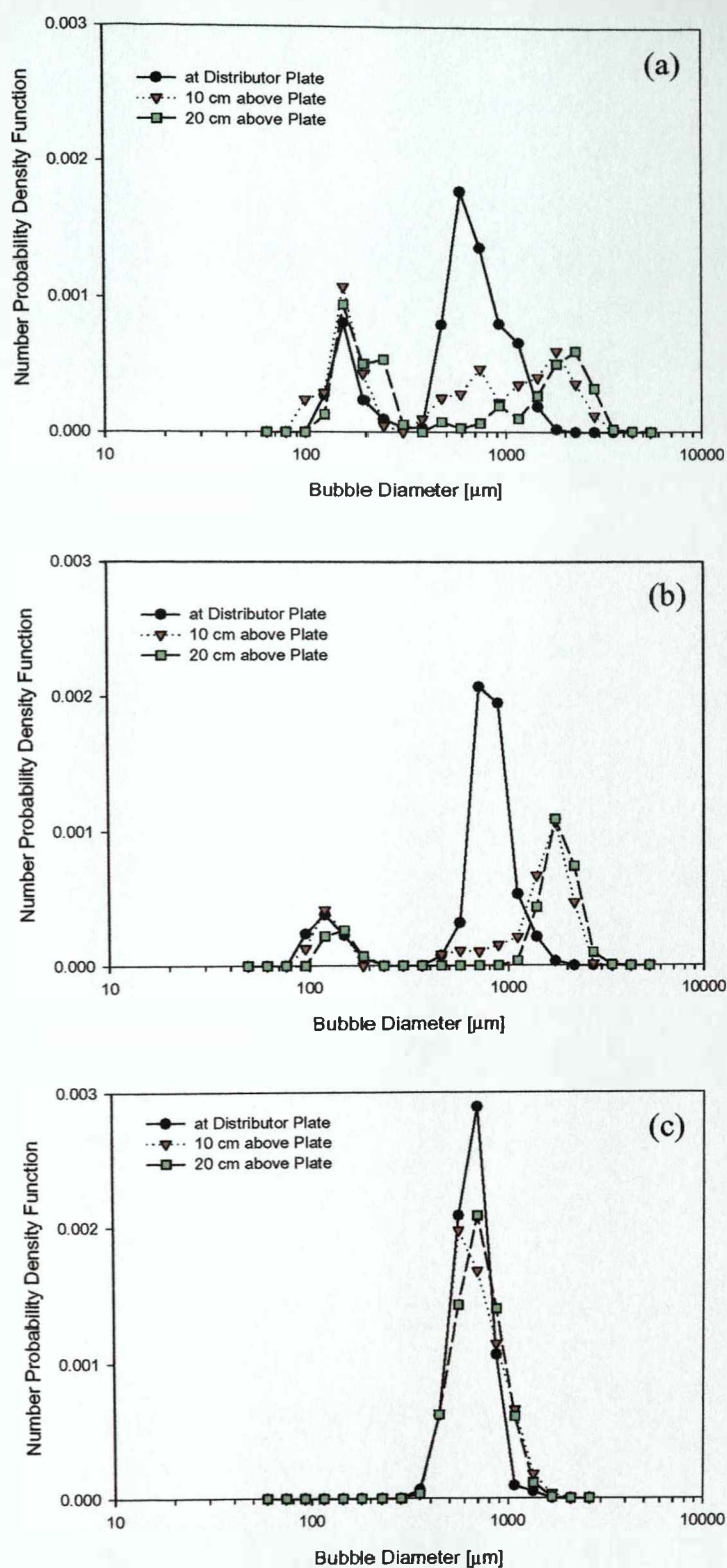 (a)
at Distributor Plate
10 cm above Plate
20 cm above Plate
Number Probability Density Function
0.003
0.002
0.001
0.000
10 100 1000 10000
Bubble Diameter [μm]
(b)
at Distributor Plate
10 cm above Plate
20 cm above Plate
Number Probability Density Function
0.003
0.002
0.001
0.000
10 100 1000 10000
Bubble Diameter [μm]
(c)
at Distributor Plate
10 cm above Plate
20 cm above Plate
Number Probability Density Function
0.003
0.002
0.001
0.000
10 100 1000 10000
Bubble Diameter [μm]